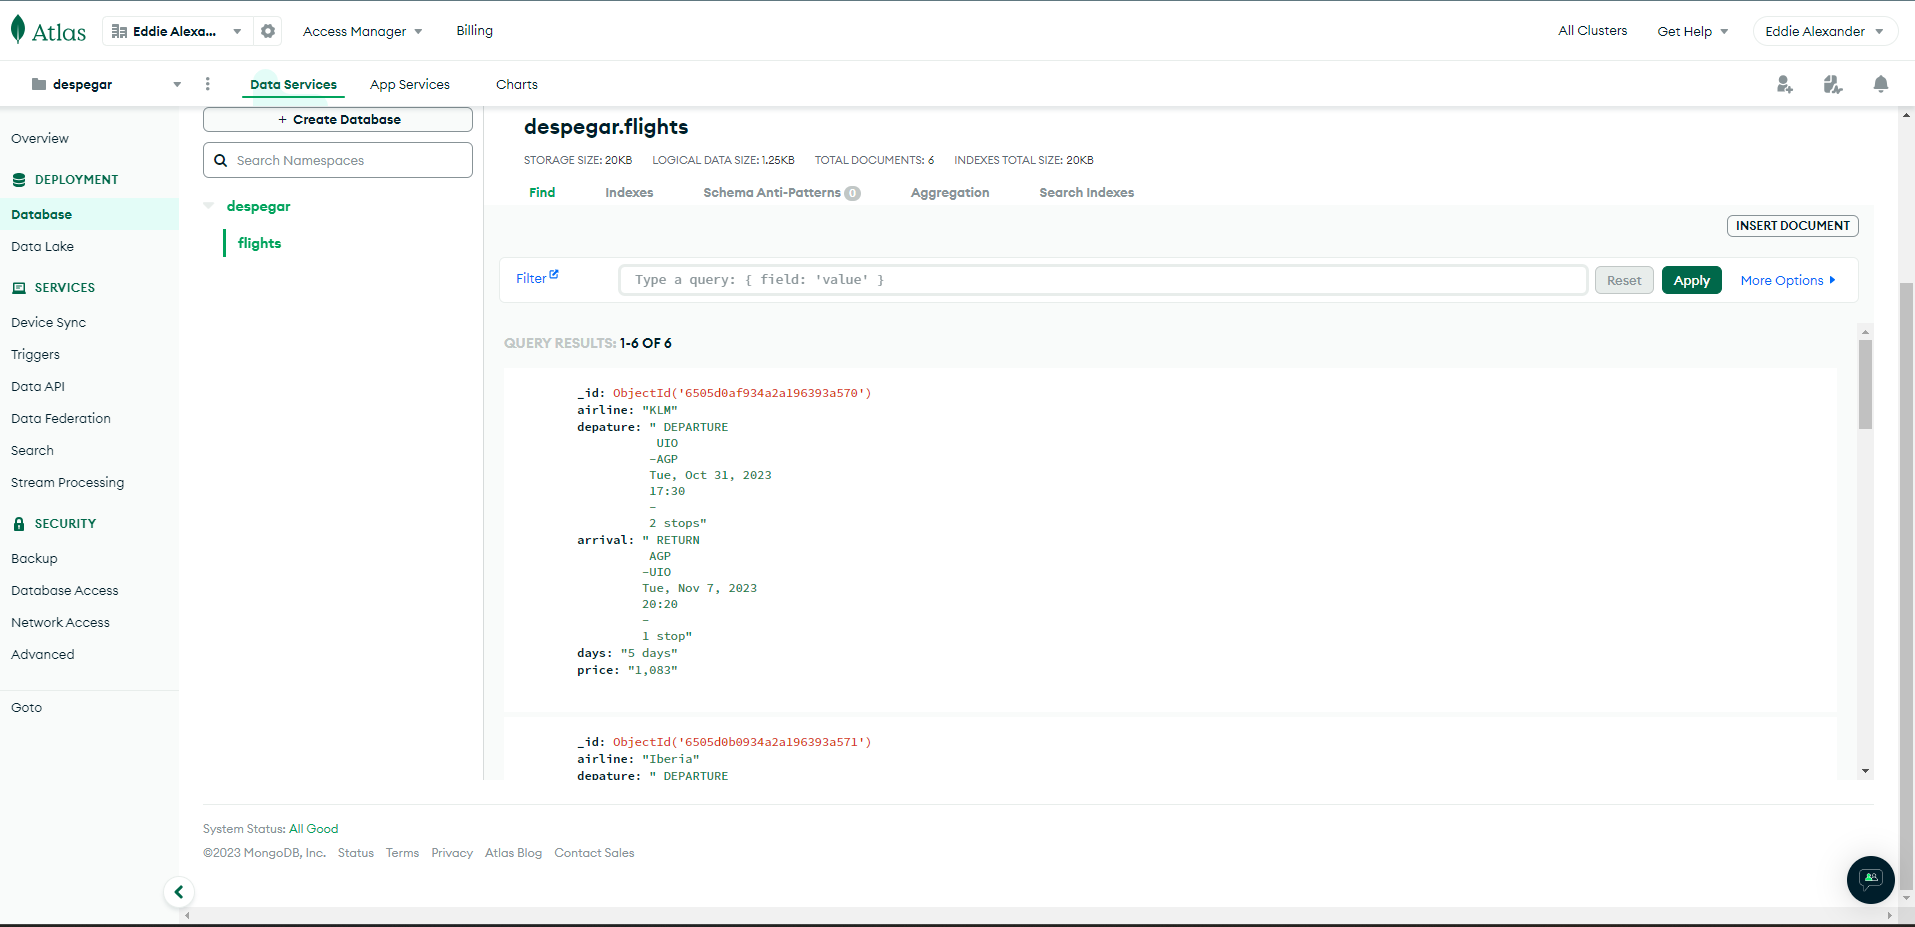 Atlas
Eddie Alexa...
Access Manager
Billing
All Clusters
Get Help
Eddie Alexander
despegar
Data Services
App Services
Charts
Overview
DEPLOYMENT
Database
Data Lake
SERVICES
Device Sync
Triggers
Data API
Data Federation
Search
Stream Processing
SECURITY
Backup
Database Access
Network Access
Advanced
Goto
+ Create Database
Search Namespaces
despegar
flights
despegar.flights
STORAGE SIZE: 20KB LOGICAL DATA SIZE: 1.25KB TOTAL DOCUMENTS: 6 INDEXES TOTAL SIZE: 20KB
Find Indexes Schema Anti-Patterns 0 Aggregation Search Indexes
INSERT DOCUMENT
Filter
Type a query: { field: 'value' }
Reset
Apply
More Options
QUERY RESULTS: 1-6 OF 6
_id: ObjectId('6505d0af934a2a196393a570')
airline: "KLM"
depature: " DEPARTURE
UIO
-AGP
Tue, Oct 31, 2023
17:30
-
2 stops"
arrival: " RETURN
AGP
-UIO
Tue, Nov 7, 2023
20:20
-
1 stop"
days: "5 days"
price: "1,083"
_id: ObjectId('6505d0b0934a2a196393a571')
airline: "Iberia"
depature: " DEPARTURE
System Status: All Good
©2023 MongoDB, Inc. Status Terms Privacy Atlas Blog Contact Sales